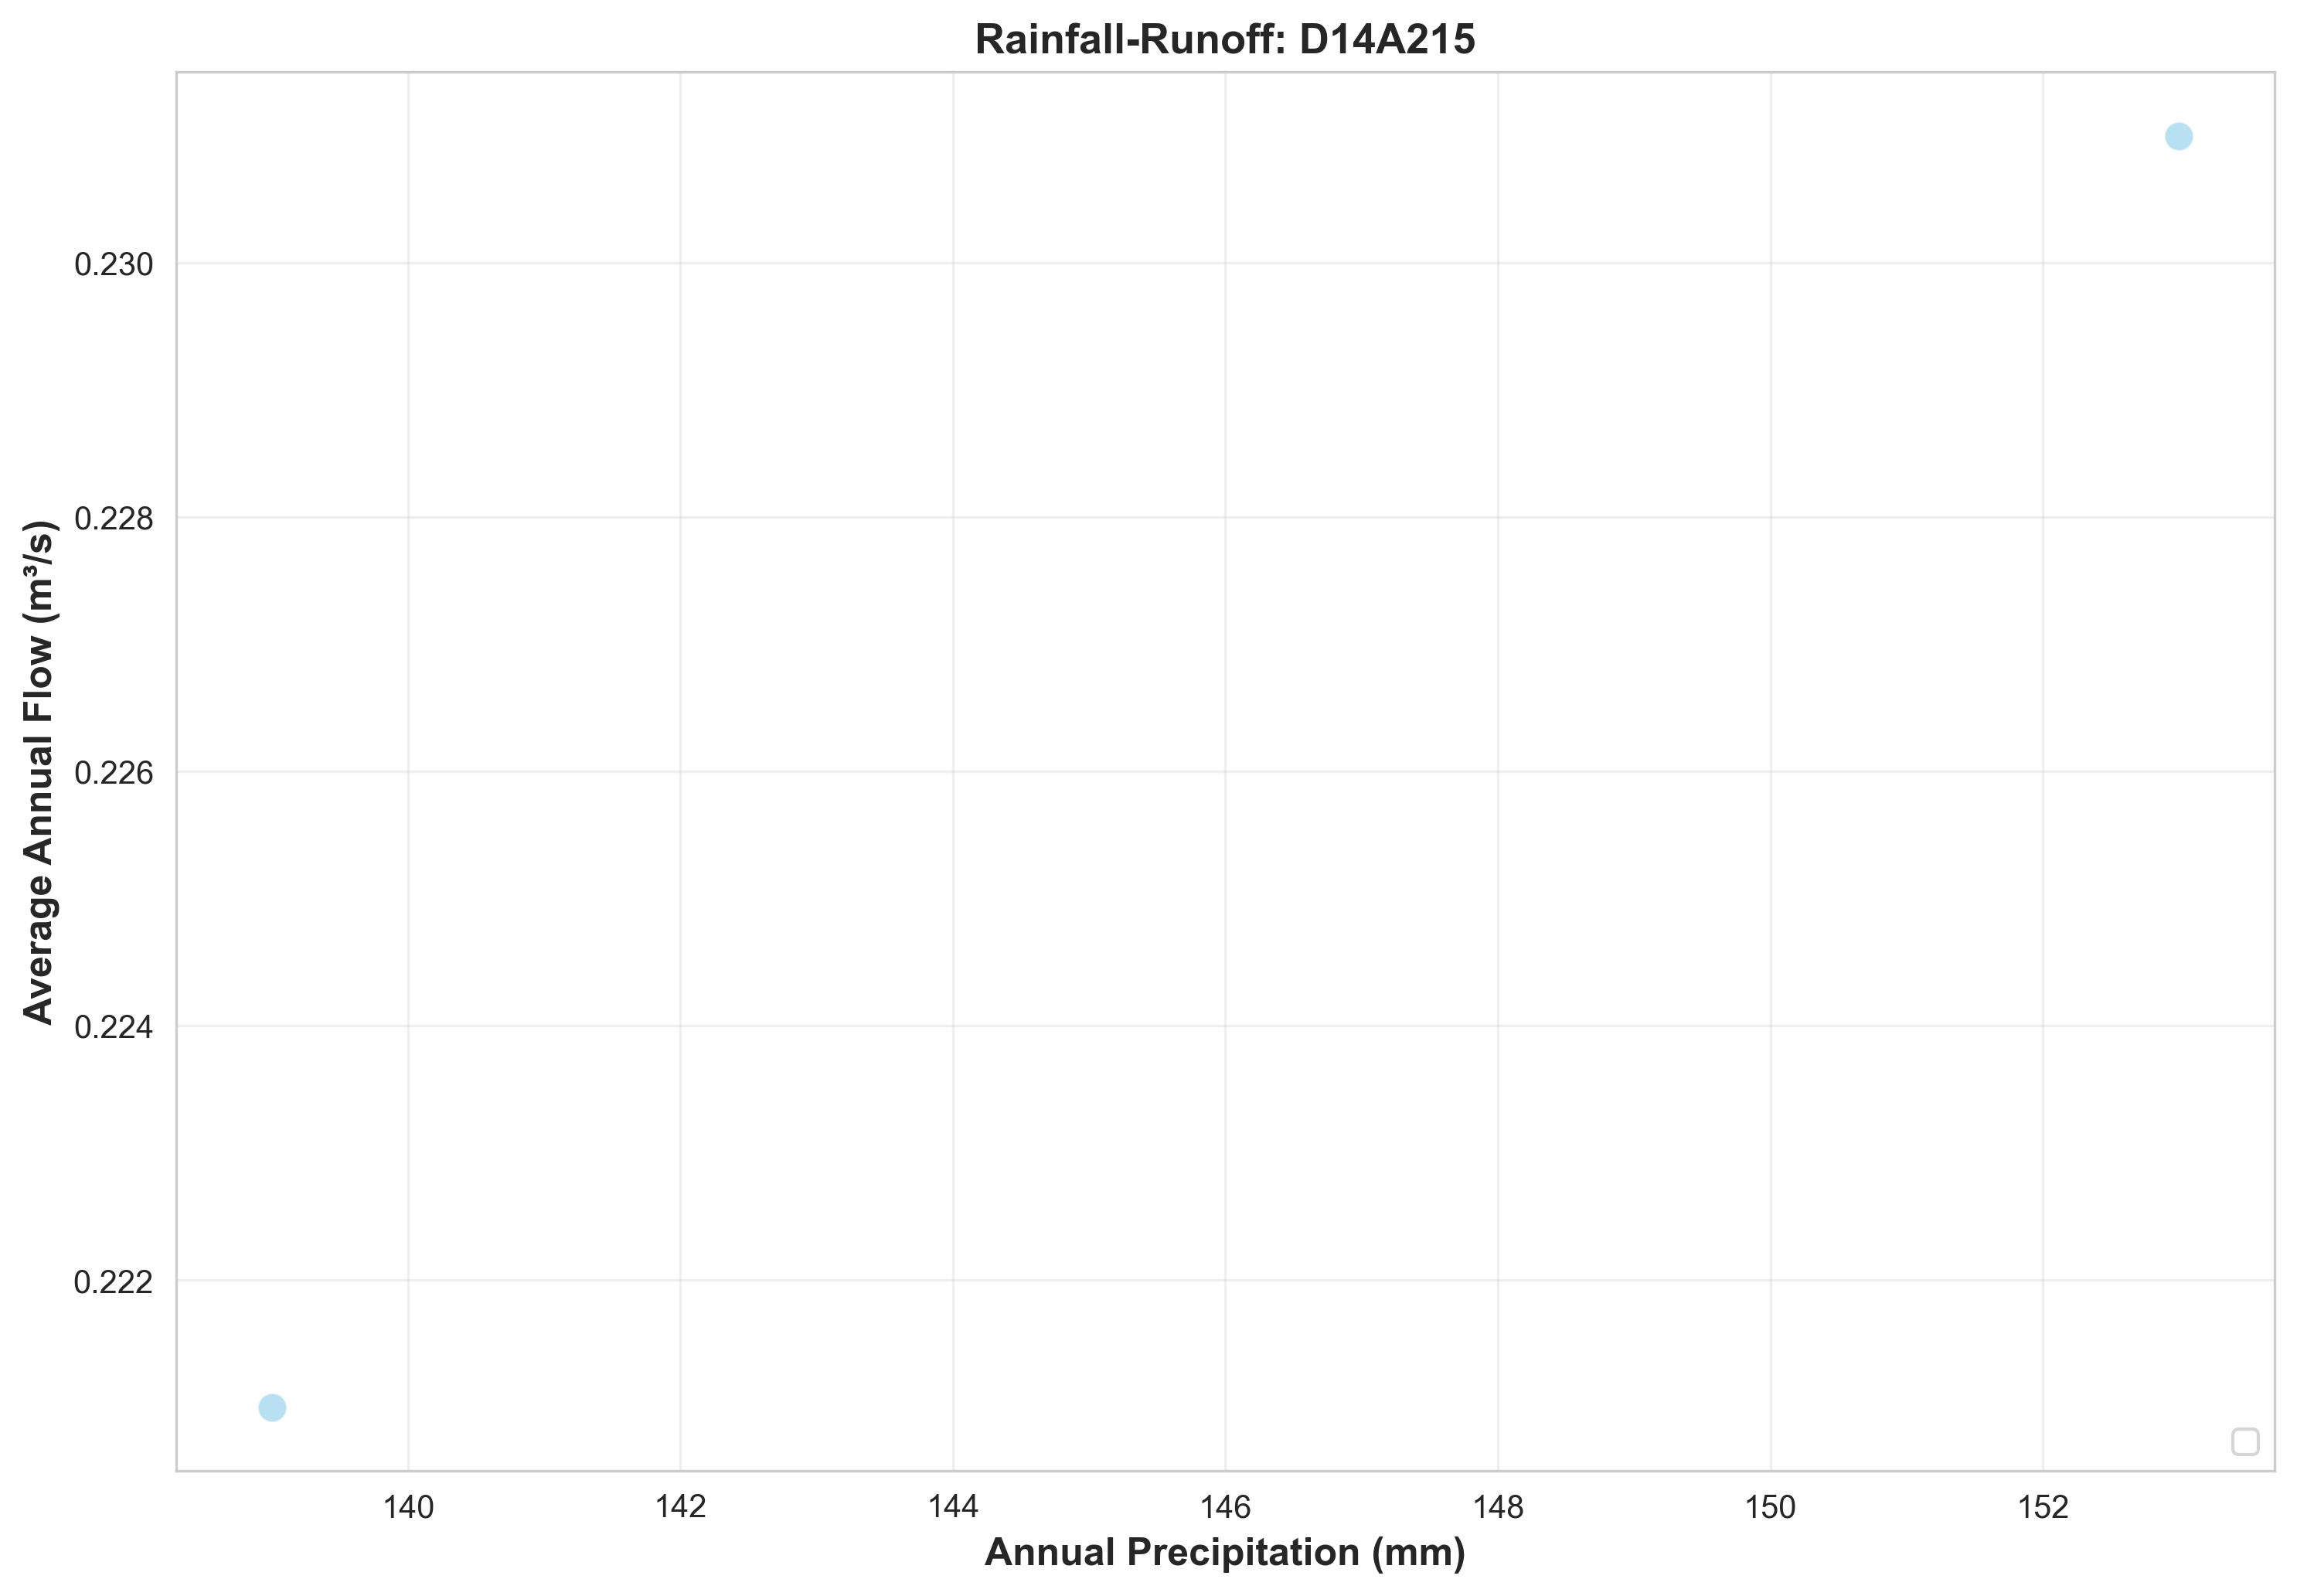 Rainfall-Runoff: D14A215
Average Annual Flow (m³/s)
0.230
0.228
0.226
0.224
0.222
140 142 144 146 148 150 152
Annual Precipitation (mm)